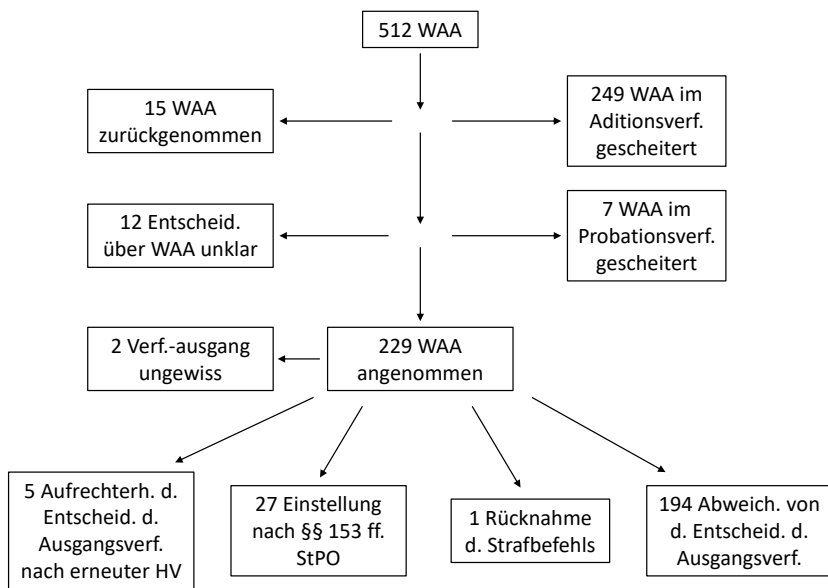 512 WAA
15 WAA
zurückgenommen
249 WAA im
Aditionsverf.
gescheitert
12 Entscheid.
über WAA unklar
7 WAA im
Probationsverf.
gescheitert
2 Verf.-ausgang
ungewiss
229 WAA
angenommen
5 Aufrechterh. d.
Entscheid. d.
Ausgangsverf.
nach erneuter HV
27 Einstellung
nach §§ 153 ff.
StPO
1 Rücknahme
d. Strafbefehls
194 Abweich. von
d. Entscheid. d.
Ausgangsverf.